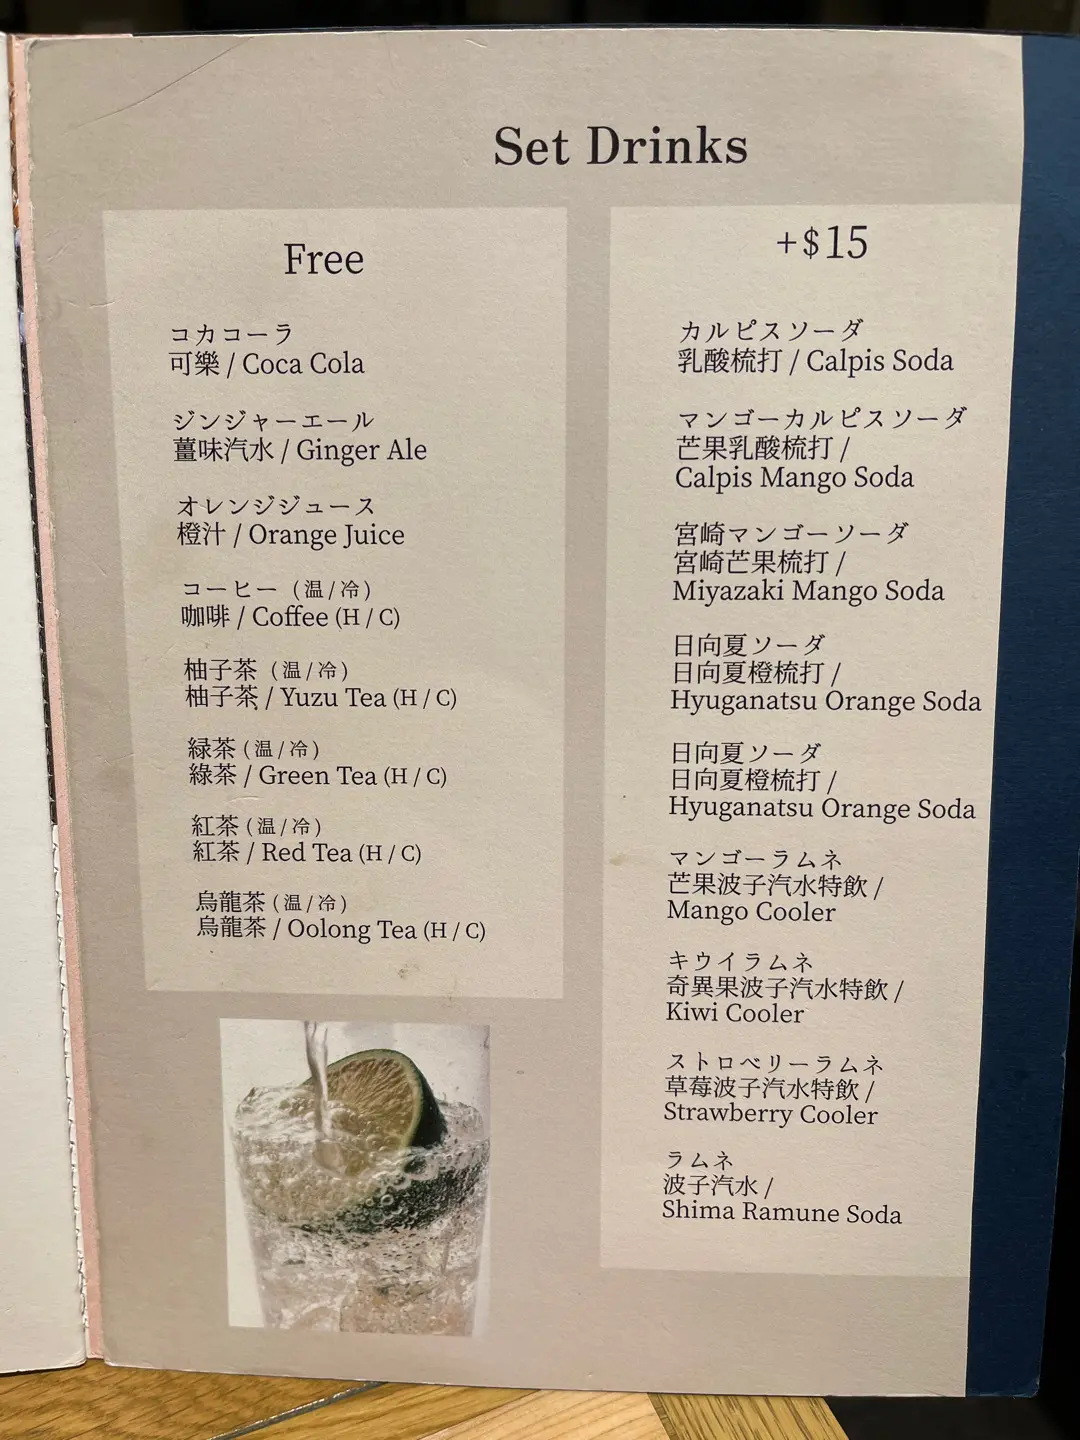 Set Drinks
Free
コカコーラ
可樂 / Coca Cola
ジンジャーエール
薑味汽水 / Ginger Ale
オレンジジュース
橙汁 / Orange Juice
コーヒー (温/冷)
咖啡 / Coffee (H / C)
柚子茶 (温/冷)
柚子茶 / Yuzu Tea (H / C)
緑茶 (温/冷)
綠茶 / Green Tea (H / C)
紅茶 (温/冷)
紅茶 / Red Tea (H / C)
烏龍茶 (温/冷)
烏龍茶 / Oolong Tea (H / C)
+$15
カルピスソーダ
乳酸梳打 / Calpis Soda
マンゴーカルピスソーダ
芒果乳酸梳打 /
Calpis Mango Soda
宮崎マンゴーソーダ
宮崎芒果梳打 /
Miyazaki Mango Soda
日向夏ソーダ
日向夏橙梳打 /
Hyuganatsu Orange Soda
日向夏ソーダ
日向夏橙梳打 /
Hyuganatsu Orange Soda
マンゴーラムネ
芒果波子汽水特飲 /
Mango Cooler
キウイラムネ
奇異果波子汽水特飲 /
Kiwi Cooler
ストロベリーラムネ
草莓波子汽水特飲 /
Strawberry Cooler
ラムネ
波子汽水 /
Shima Ramune Soda